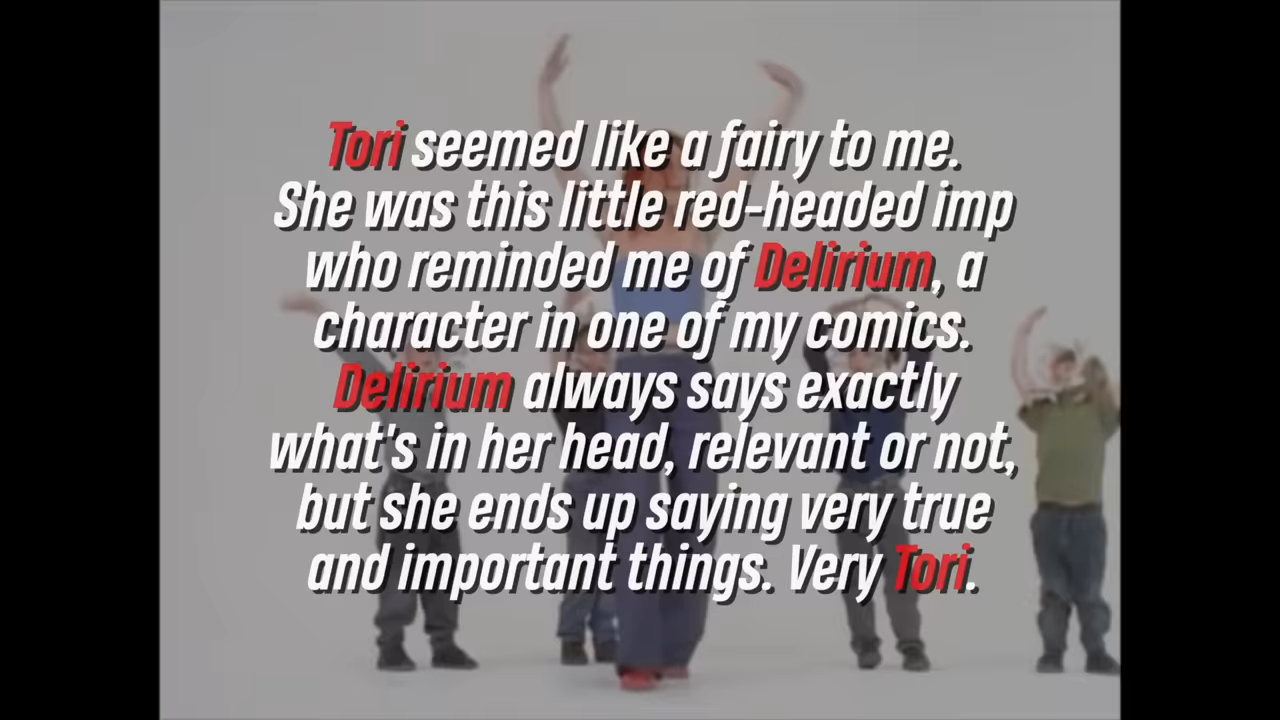 Tori seemed like a fairy to me.
She was this little red-headed imp
who reminded me of Delirium, a
character in one of my comics.
Delirium always says exactly
what's in her head, relevant or not,
but she ends up saying very true
and important things. Very Tori.